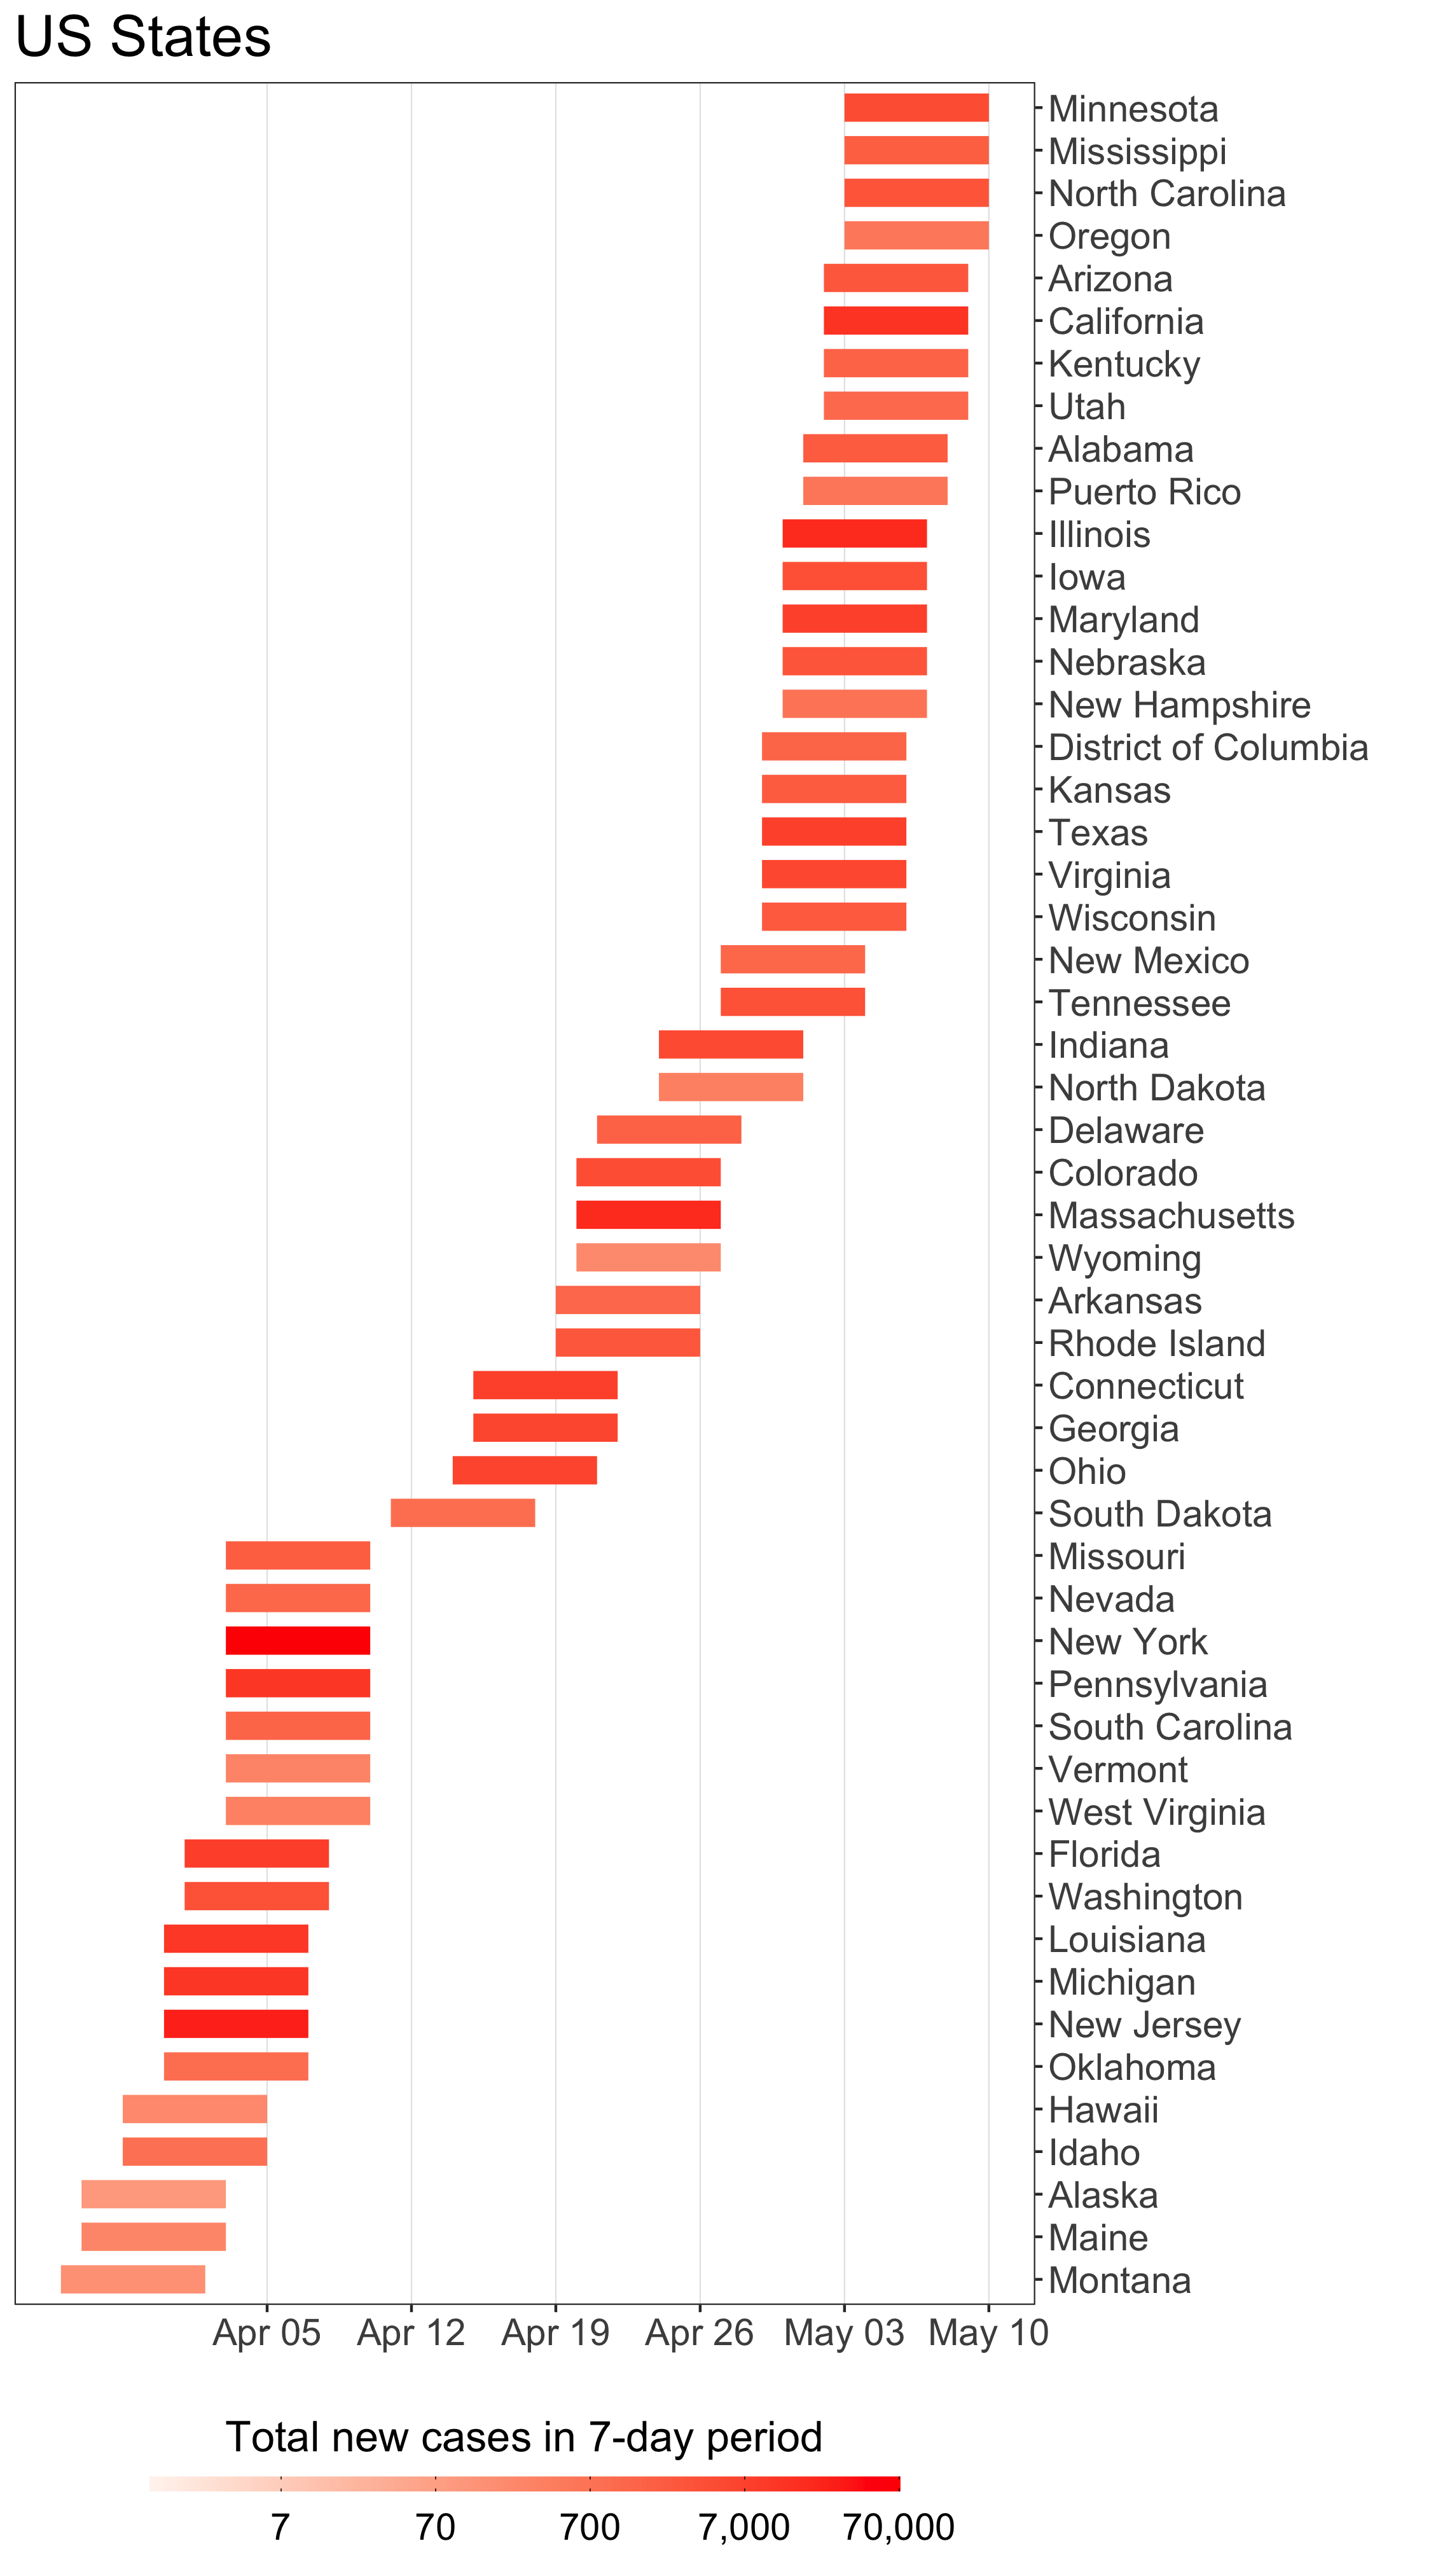 US States
Minnesota
Mississippi
North Carolina
Oregon
Arizona
California
Kentucky
Utah
Alabama
Puerto Rico
Illinois
Iowa
Maryland
Nebraska
New Hampshire
District of Columbia
Kansas
Texas
Virginia
Wisconsin
New Mexico
Tennessee
Indiana
North Dakota
Delaware
Colorado
Massachusetts
Wyoming
Arkansas
Rhode Island
Connecticut
Georgia
Ohio
South Dakota
Missouri
Nevada
New York
Pennsylvania
South Carolina
Vermont
West Virginia
Florida
Washington
Louisiana
Michigan
New Jersey
Oklahoma
Hawaii
Idaho
Alaska
Maine
Montana
Apr 05 Apr 12 Apr 19 Apr 26 May 03 May 10
Total new cases in 7-day period
7 70 700 7,000 70,000